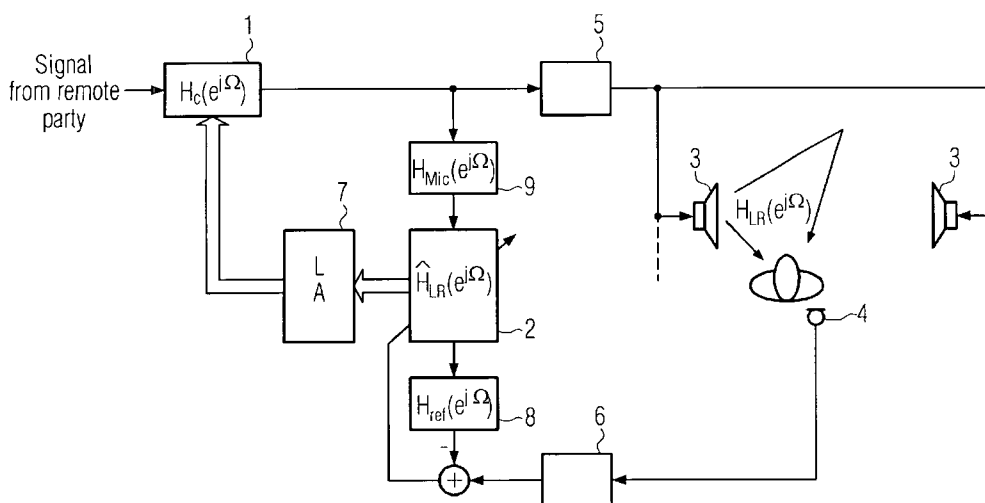 1
5
Signal
from remote
party
H_c(e^{jΩ})
H_Mic(e^{jΩ})
9
3
3
H_LR(e^{jΩ})
7
L
A
Ĥ_LR(e^{jΩ})
2
4
H_ref(e^{jΩ})
8
6
-
+